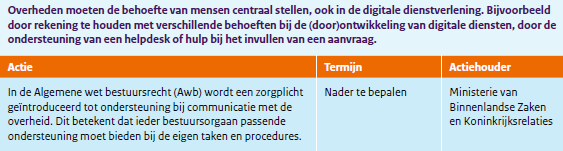 Overheden moeten de behoefte van mensen centraal stellen, ook in de digitale dienstverlening. Bijvoorbeeld
door rekening te houden met verschillende behoeften bij de (door)ontwikkeling van digitale diensten, door de
ondersteuning van een helpdesk of hulp bij het invullen van een aanvraag.
Actie Termijn Actiehouder
In de Algemene wet bestuursrecht (Awb) wordt een zorgplicht Nader te bepalen Ministerie van
geïntroduceerd tot ondersteuning bij communicatie met de Binnenlandse Zaken
overheid. Dit betekent dat ieder bestuursorgaan passende en Koninkrijksrelaties
ondersteuning moet bieden bij de eigen taken en procedures.